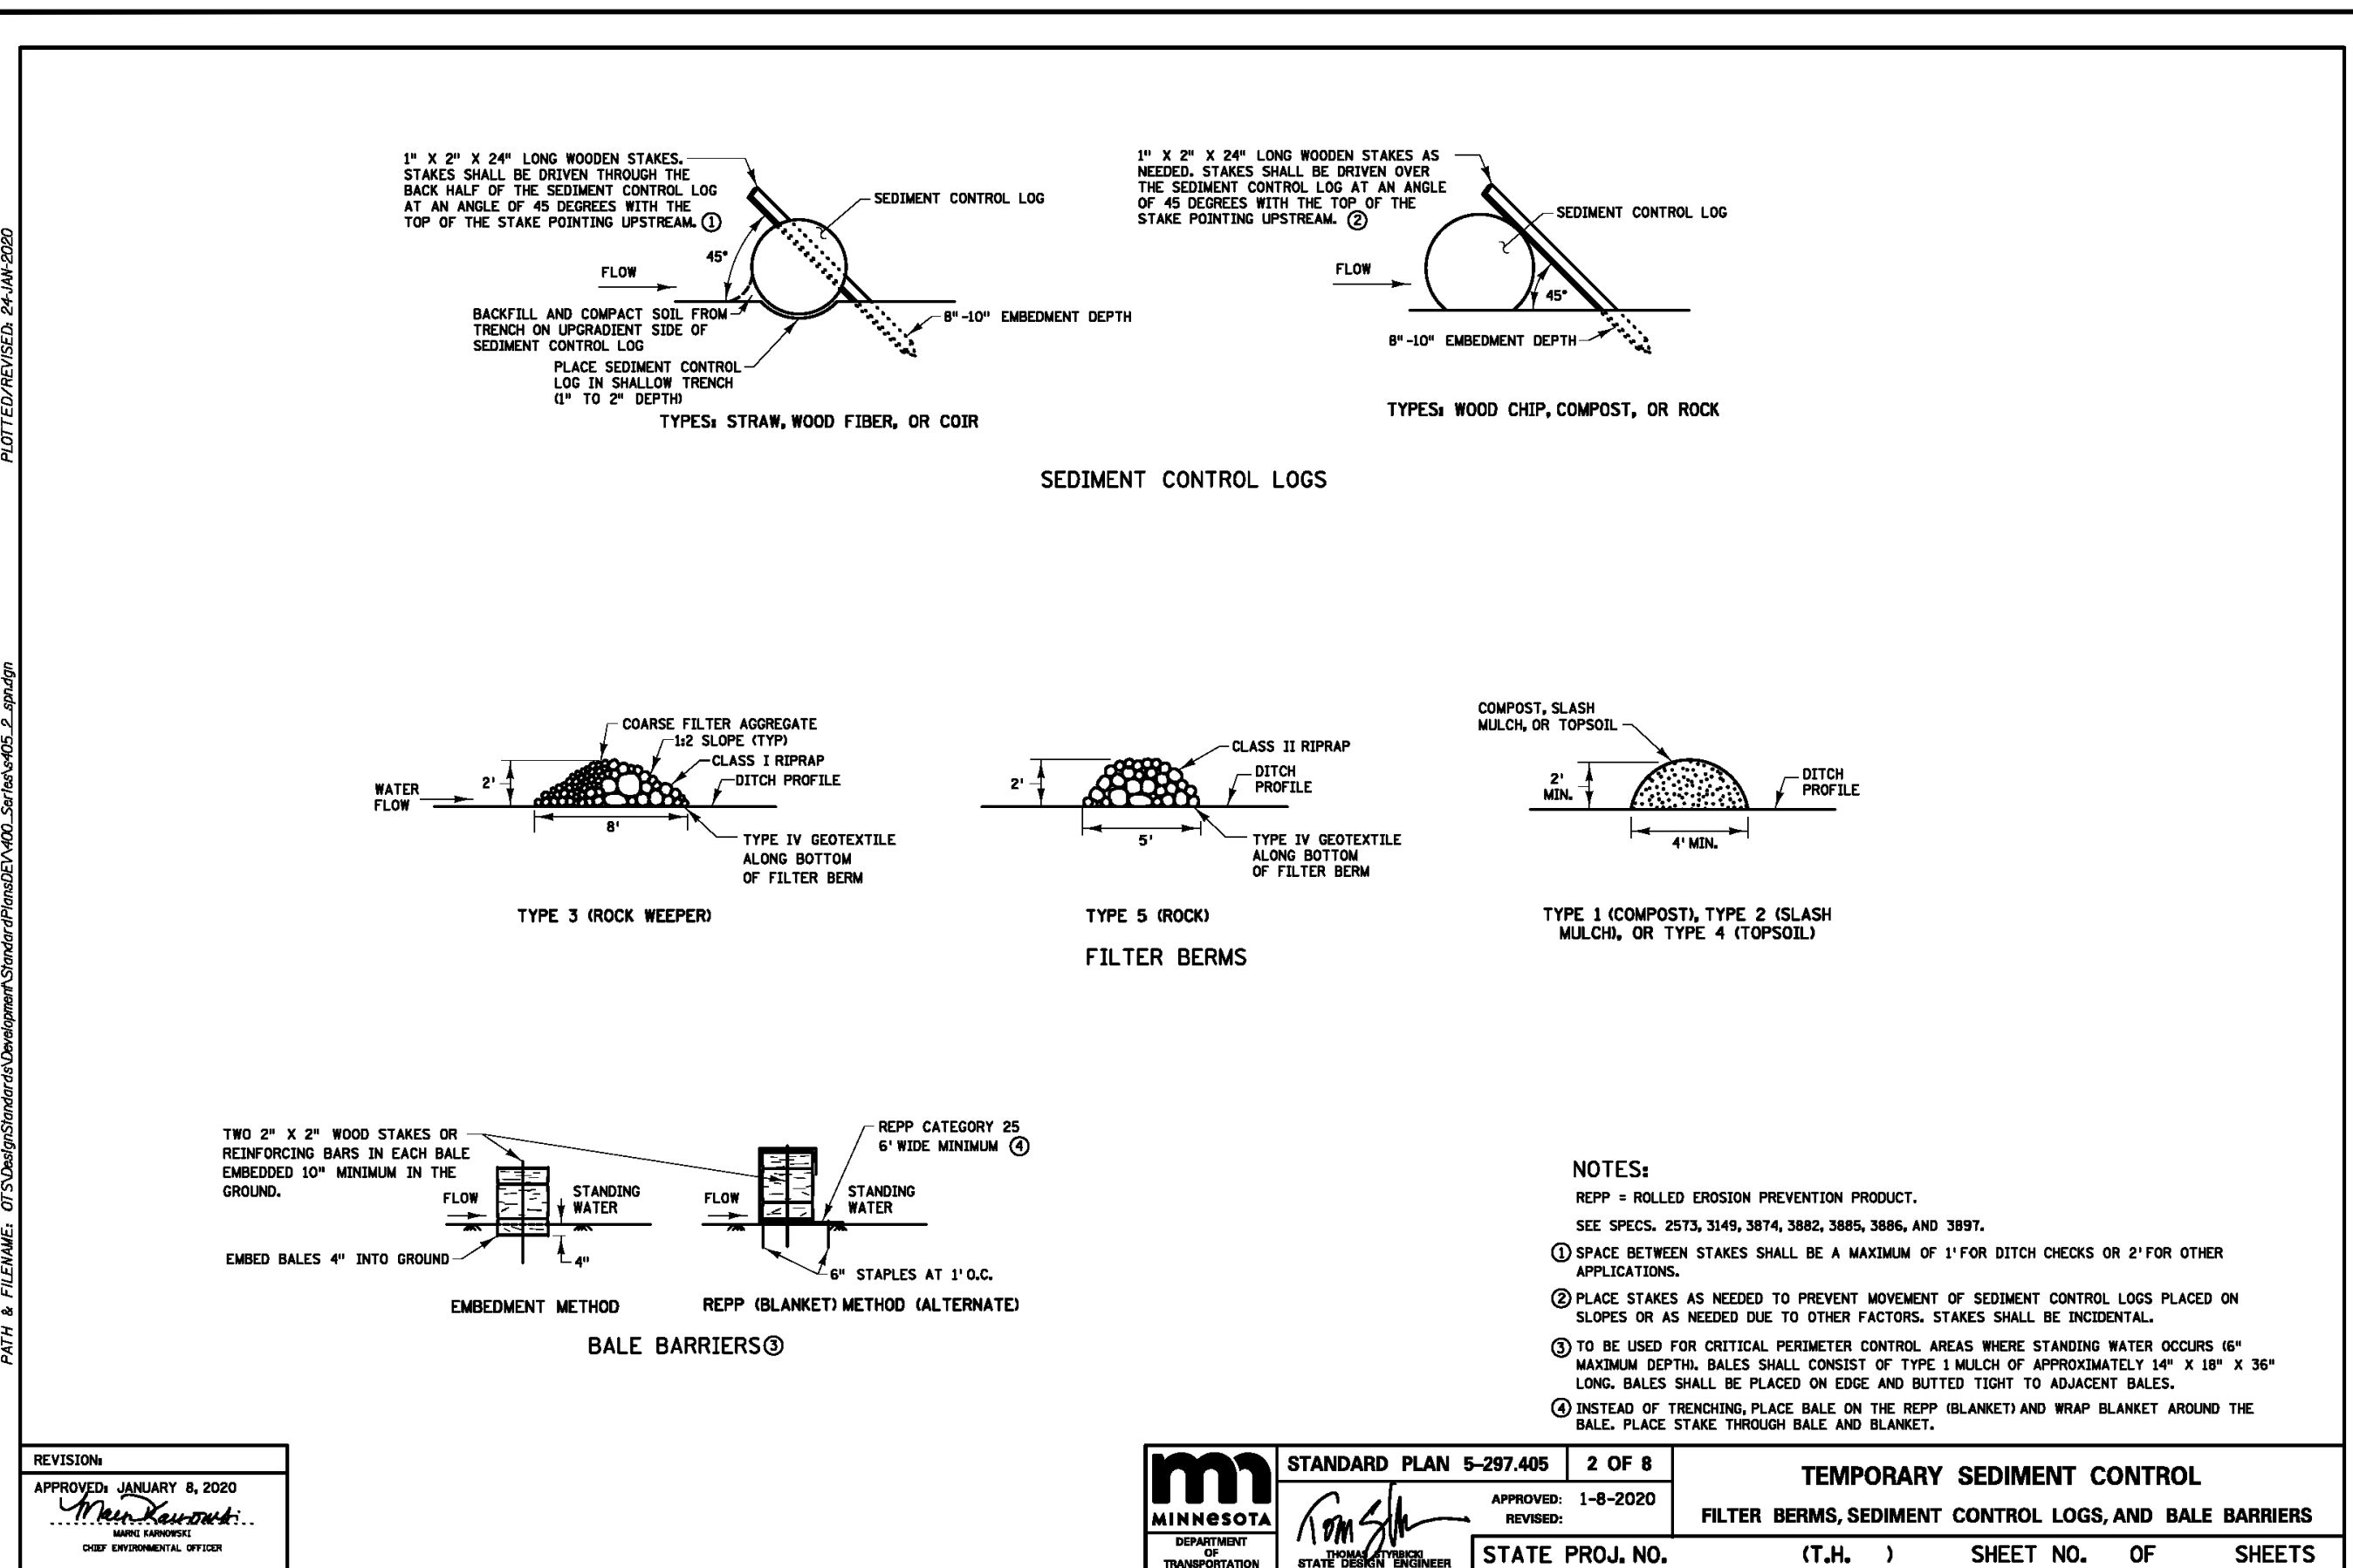 PLOTTED/REVISED: 24-JAN-2020
PATH & FILENAME: OTS\DesignStandards\Development\StandardPlansDEV\400_Series\s405_2_spn.dgn
1" X 2" X 24" LONG WOODEN STAKES.
STAKES SHALL BE DRIVEN THROUGH THE
BACK HALF OF THE SEDIMENT CONTROL LOG
AT AN ANGLE OF 45 DEGREES WITH THE
TOP OF THE STAKE POINTING UPSTREAM. ①
SEDIMENT CONTROL LOG
45°
FLOW
BACKFILL AND COMPACT SOIL FROM
TRENCH ON UPGRADIENT SIDE OF
SEDIMENT CONTROL LOG
8"-10" EMBEDMENT DEPTH
PLACE SEDIMENT CONTROL
LOG IN SHALLOW TRENCH
(1" TO 2" DEPTH)
TYPES: STRAW, WOOD FIBER, OR COIR
1" X 2" X 24" LONG WOODEN STAKES AS
NEEDED. STAKES SHALL BE DRIVEN OVER
THE SEDIMENT CONTROL LOG AT AN ANGLE
OF 45 DEGREES WITH THE TOP OF THE
STAKE POINTING UPSTREAM. ②
SEDIMENT CONTROL LOG
FLOW
45°
8"-10" EMBEDMENT DEPTH
TYPES: WOOD CHIP, COMPOST, OR ROCK
SEDIMENT CONTROL LOGS
COARSE FILTER AGGREGATE
1:2 SLOPE (TYP)
CLASS I RIPRAP
DITCH PROFILE
2'
WATER
FLOW
8'
TYPE IV GEOTEXTILE
ALONG BOTTOM
OF FILTER BERM
TYPE 3 (ROCK WEEPER)
CLASS II RIPRAP
DITCH
PROFILE
2'
5'
TYPE IV GEOTEXTILE
ALONG BOTTOM
OF FILTER BERM
TYPE 5 (ROCK)
COMPOST, SLASH
MULCH, OR TOPSOIL
2'
MIN.
DITCH
PROFILE
4' MIN.
TYPE 1 (COMPOST), TYPE 2 (SLASH
MULCH), OR TYPE 4 (TOPSOIL)
FILTER BERMS
TWO 2" X 2" WOOD STAKES OR
REINFORCING BARS IN EACH BALE
EMBEDDED 10" MINIMUM IN THE
GROUND.
FLOW
STANDING
WATER
EMBED BALES 4" INTO GROUND
4"
EMBEDMENT METHOD
REPP CATEGORY 25
6' WIDE MINIMUM ④
FLOW
STANDING
WATER
6" STAPLES AT 1' O.C.
REPP (BLANKET) METHOD (ALTERNATE)
BALE BARRIERS③
NOTES:
REPP = ROLLED EROSION PREVENTION PRODUCT.
SEE SPECS. 2573, 3149, 3874, 3882, 3885, 3886, AND 3897.
① SPACE BETWEEN STAKES SHALL BE A MAXIMUM OF 1' FOR DITCH CHECKS OR 2' FOR OTHER
APPLICATIONS.
② PLACE STAKES AS NEEDED TO PREVENT MOVEMENT OF SEDIMENT CONTROL LOGS PLACED ON
SLOPES OR AS NEEDED DUE TO OTHER FACTORS. STAKES SHALL BE INCIDENTAL.
③ TO BE USED FOR CRITICAL PERIMETER CONTROL AREAS WHERE STANDING WATER OCCURS (6"
MAXIMUM DEPTH). BALES SHALL CONSIST OF TYPE 1 MULCH OF APPROXIMATELY 14" X 18" X 36"
LONG. BALES SHALL BE PLACED ON EDGE AND BUTTED TIGHT TO ADJACENT BALES.
④ INSTEAD OF TRENCHING, PLACE BALE ON THE REPP (BLANKET) AND WRAP BLANKET AROUND THE
BALE. PLACE STAKE THROUGH BALE AND BLANKET.
REVISION:
APPROVED: JANUARY 8, 2020
Marni Karnowski
MARNI KARNOWSKI
CHIEF ENVIRONMENTAL OFFICER
MINNESOTA
DEPARTMENT
OF
TRANSPORTATION
STANDARD PLAN 5-297.405
2 OF 8
APPROVED: 1-8-2020
REVISED:
THOMAS STYRBICKI
STATE DESIGN ENGINEER
TEMPORARY SEDIMENT CONTROL
FILTER BERMS, SEDIMENT CONTROL LOGS, AND BALE BARRIERS
STATE PROJ. NO. (T.H. ) SHEET NO. OF SHEETS